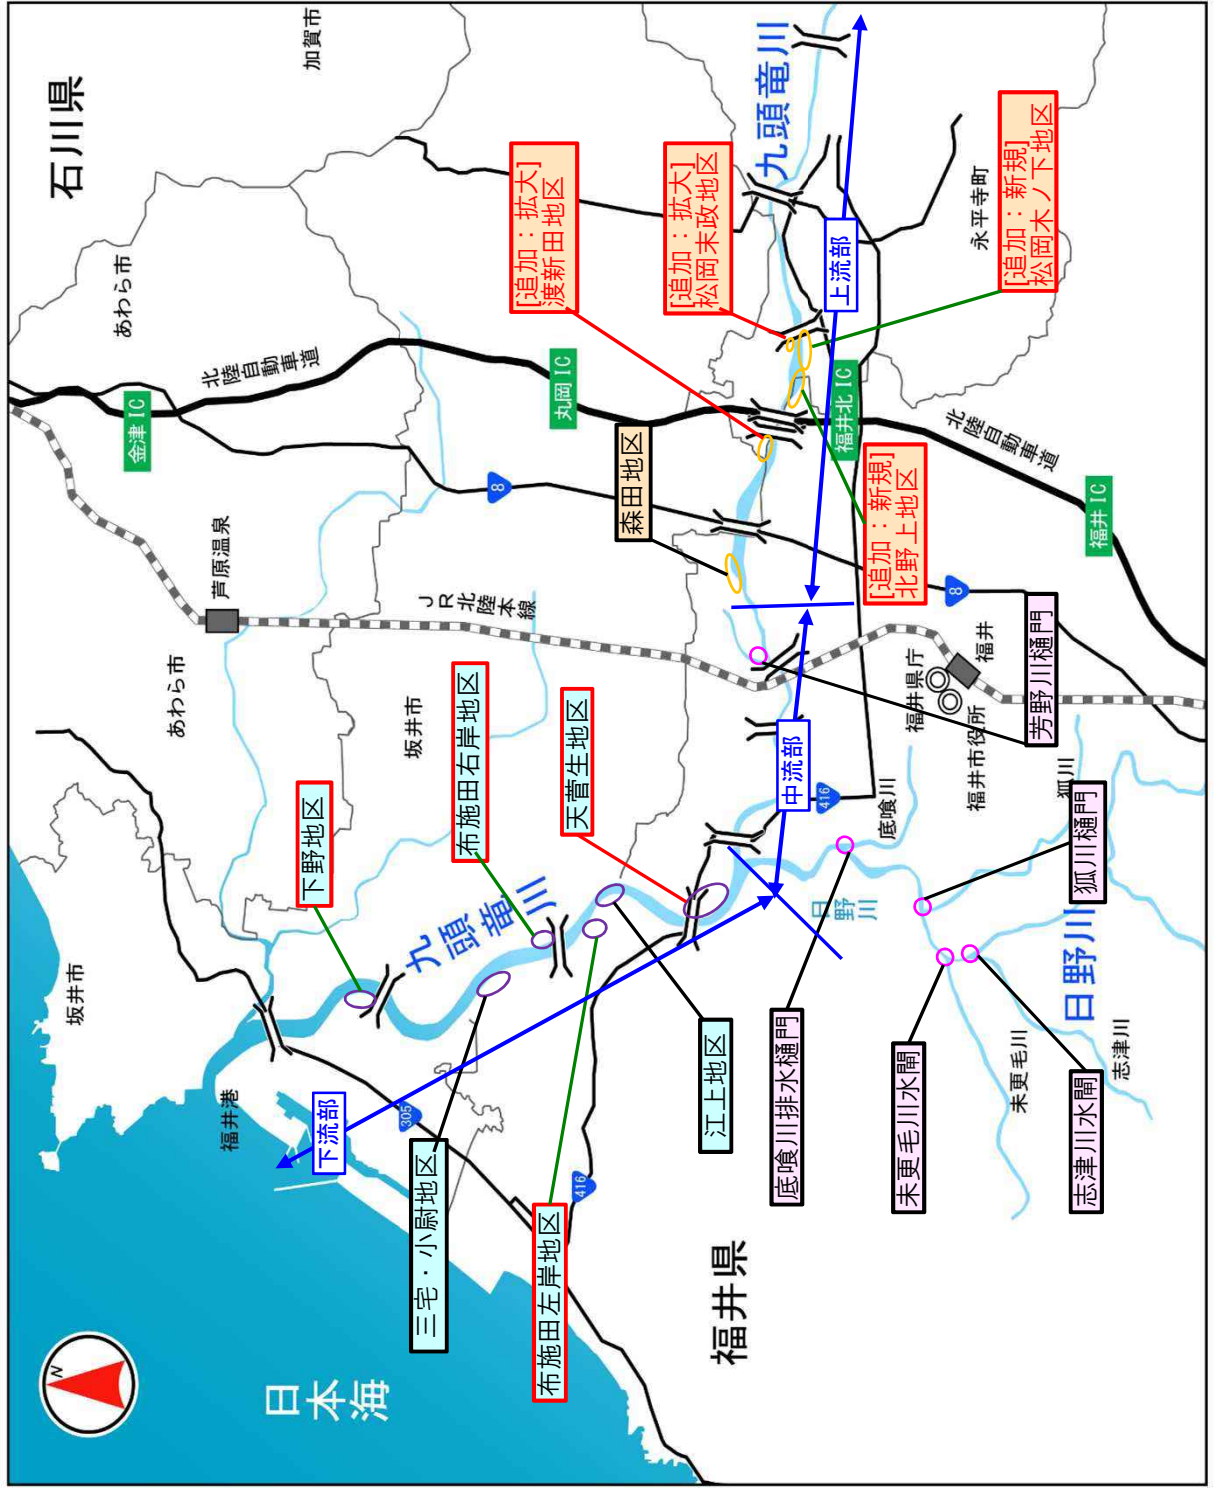 石川県
加賀市
あわら市
北陸自動車道
金津IC
丸岡IC
8
芦原温泉
JR北陸本線
あわら市
坂井市
坂井市
[追加：拡大]
渡新田地区
[追加：拡大]
松岡末政地区
九頭竜川
[追加：新規]
松岡木ノ下地区
永平寺町
上流部
福井北IC
北陸自動車道
福井IC
森田地区
[追加：新規]
北野上地区
8
芳野川樋門
福井
福井県庁
福井市役所
中流部
416
底喰川
狐川
狐川樋門
日野川
日野川
下野地区
布施田右岸地区
天菅生地区
九頭竜川
福井港
下流部
305
三宅・小尉地区
布施田左岸地区
416
江上地区
底喰川排水樋門
未更毛川水閘
志津川水閘
未更毛川
志津川
福井県
日本海
N